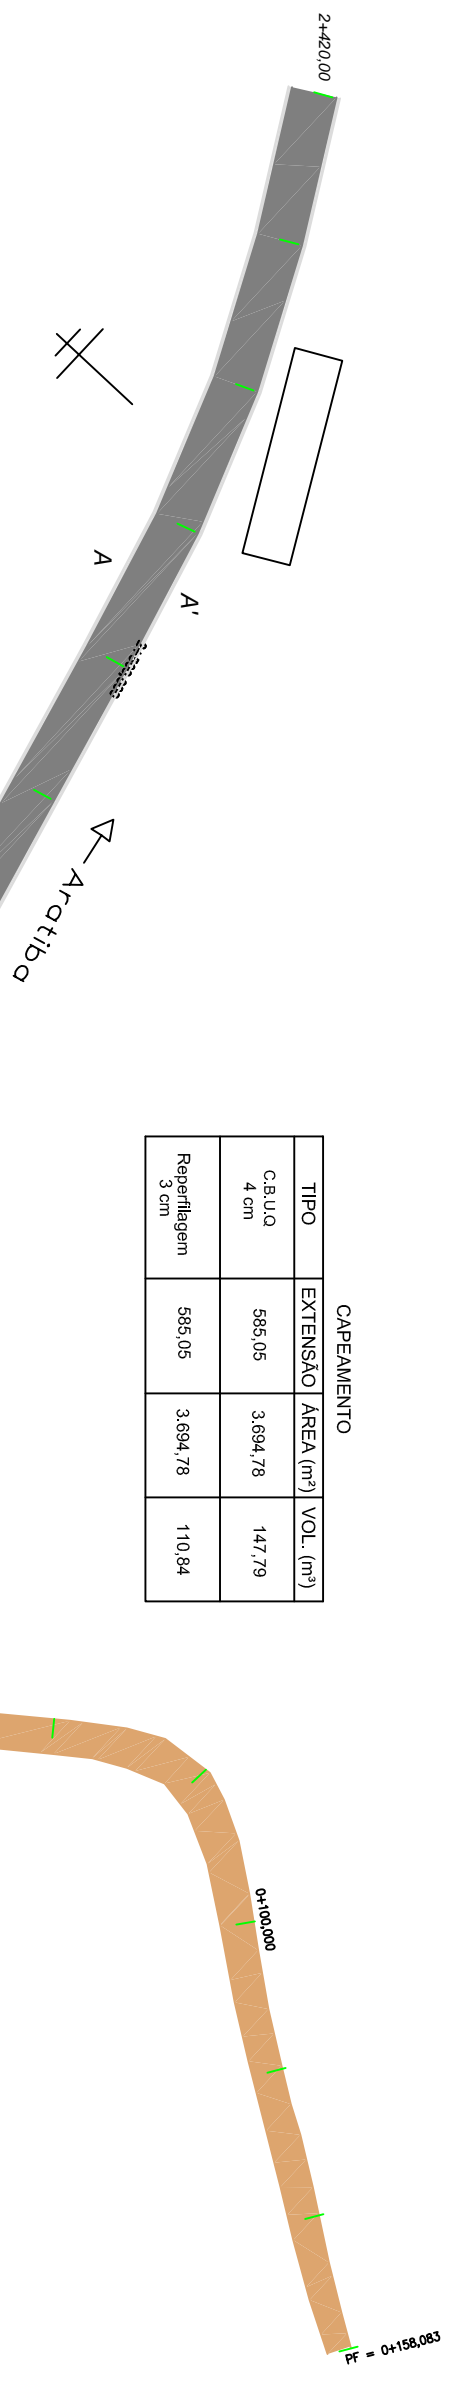 2+420,00
A
A'
Aratiba
CAPEAMENTO
TIPO EXTENSÃO ÁREA (m²) VOL. (m³)
C.B.U.Q
4 cm
585,05 3.694,78 147,79
Reperfilagem
3 cm
585,05 3.694,78 110,84
0+100,000
PF = 0+158,083